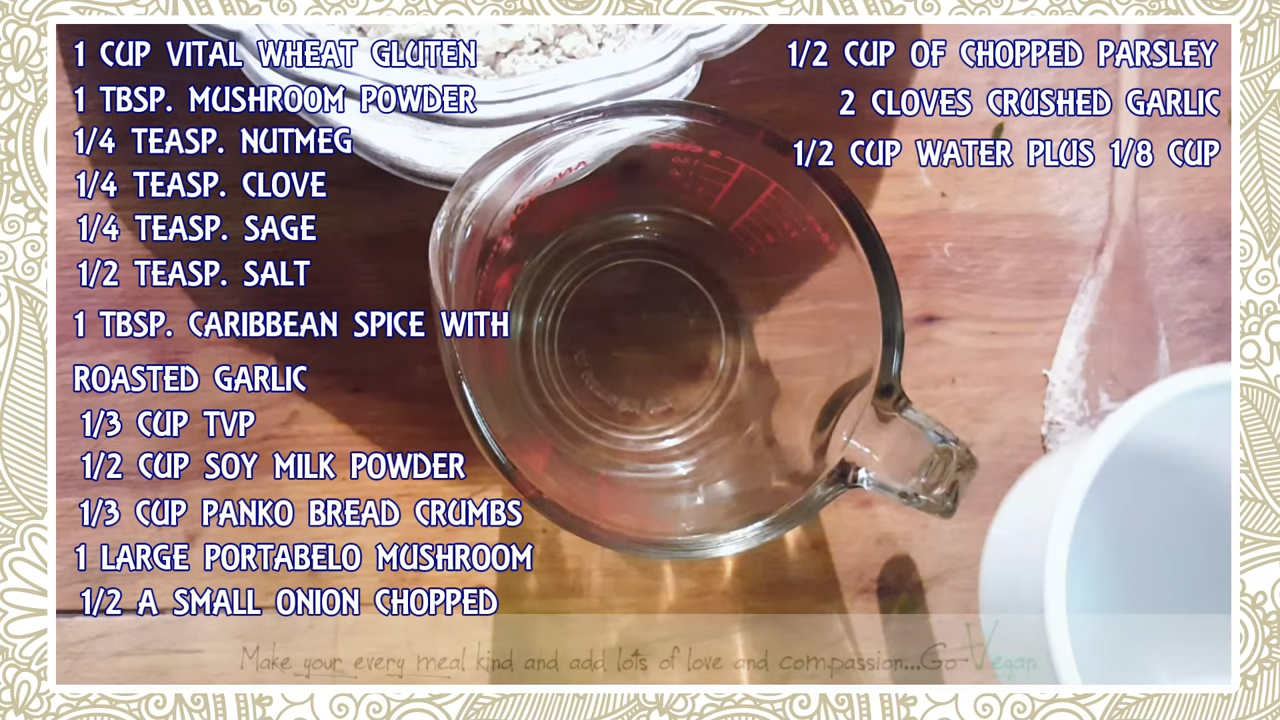 1 CUP VITAL WHEAT GLUTEN
1 TBSP. MUSHROOM POWDER
1/4 TEASP. NUTMEG
1/4 TEASP. CLOVE
1/4 TEASP. SAGE
1/2 TEASP. SALT
1 TBSP. CARIBBEAN SPICE WITH
ROASTED GARLIC
1/3 CUP TVP
1/2 CUP SOY MILK POWDER
1/3 CUP PANKO BREAD CRUMBS
1 LARGE PORTABELO MUSHROOM
1/2 A SMALL ONION CHOPPED
1/2 CUP OF CHOPPED PARSLEY
2 CLOVES CRUSHED GARLIC
1/2 CUP WATER PLUS 1/8 CUP
Make your every meal kind and add lots of love and compassion...Go Vegan